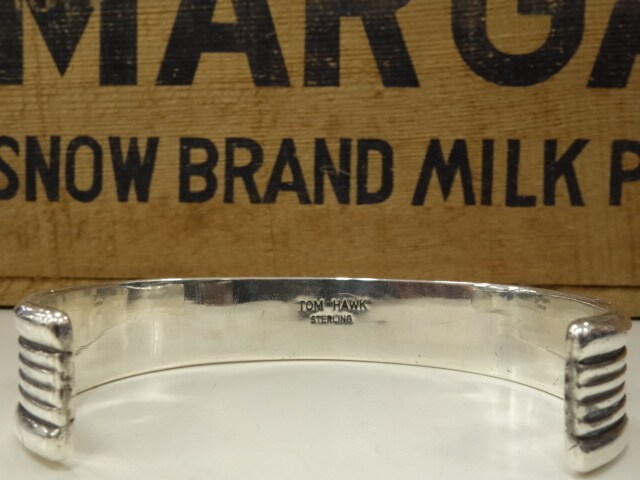 MARGA
SNOW BRAND MILK P
TOM HAWK
STERLING